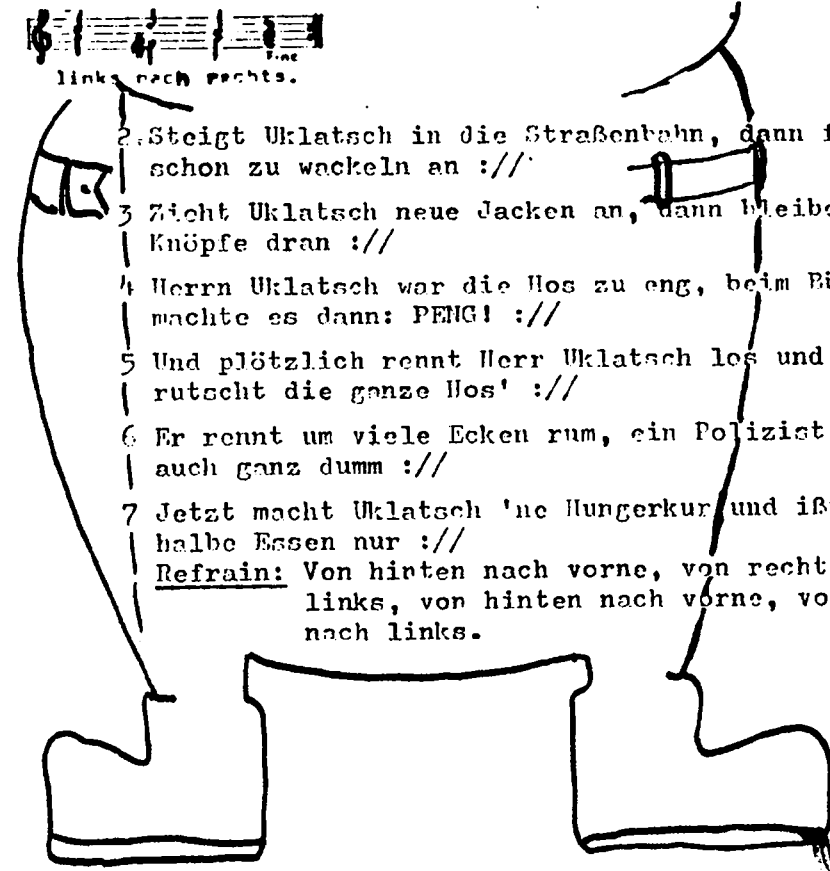 Fine
links nach rechts.
2. Steigt Uklatsch in die Straßenbahn, dann f
schon zu wackeln an ://
3 Zieht Uklatsch neue Jacken an, dann bleibe
Knöpfe dran ://
4 Herrn Uklatsch war die Hos zu eng, beim Bü
machte es dann: PENG! ://
5 Und plötzlich rennt Herr Uklatsch los und
rutscht die ganze Hos' ://
6 Er rennt um viele Ecken rum, ein Polizist
auch ganz dumm ://
7 Jetzt macht Uklatsch 'ne Hungerkur und iß
halbe Essen nur ://
Refrain: Von hinten nach vorne, von recht
links, von hinten nach vorne, vo
nach links.